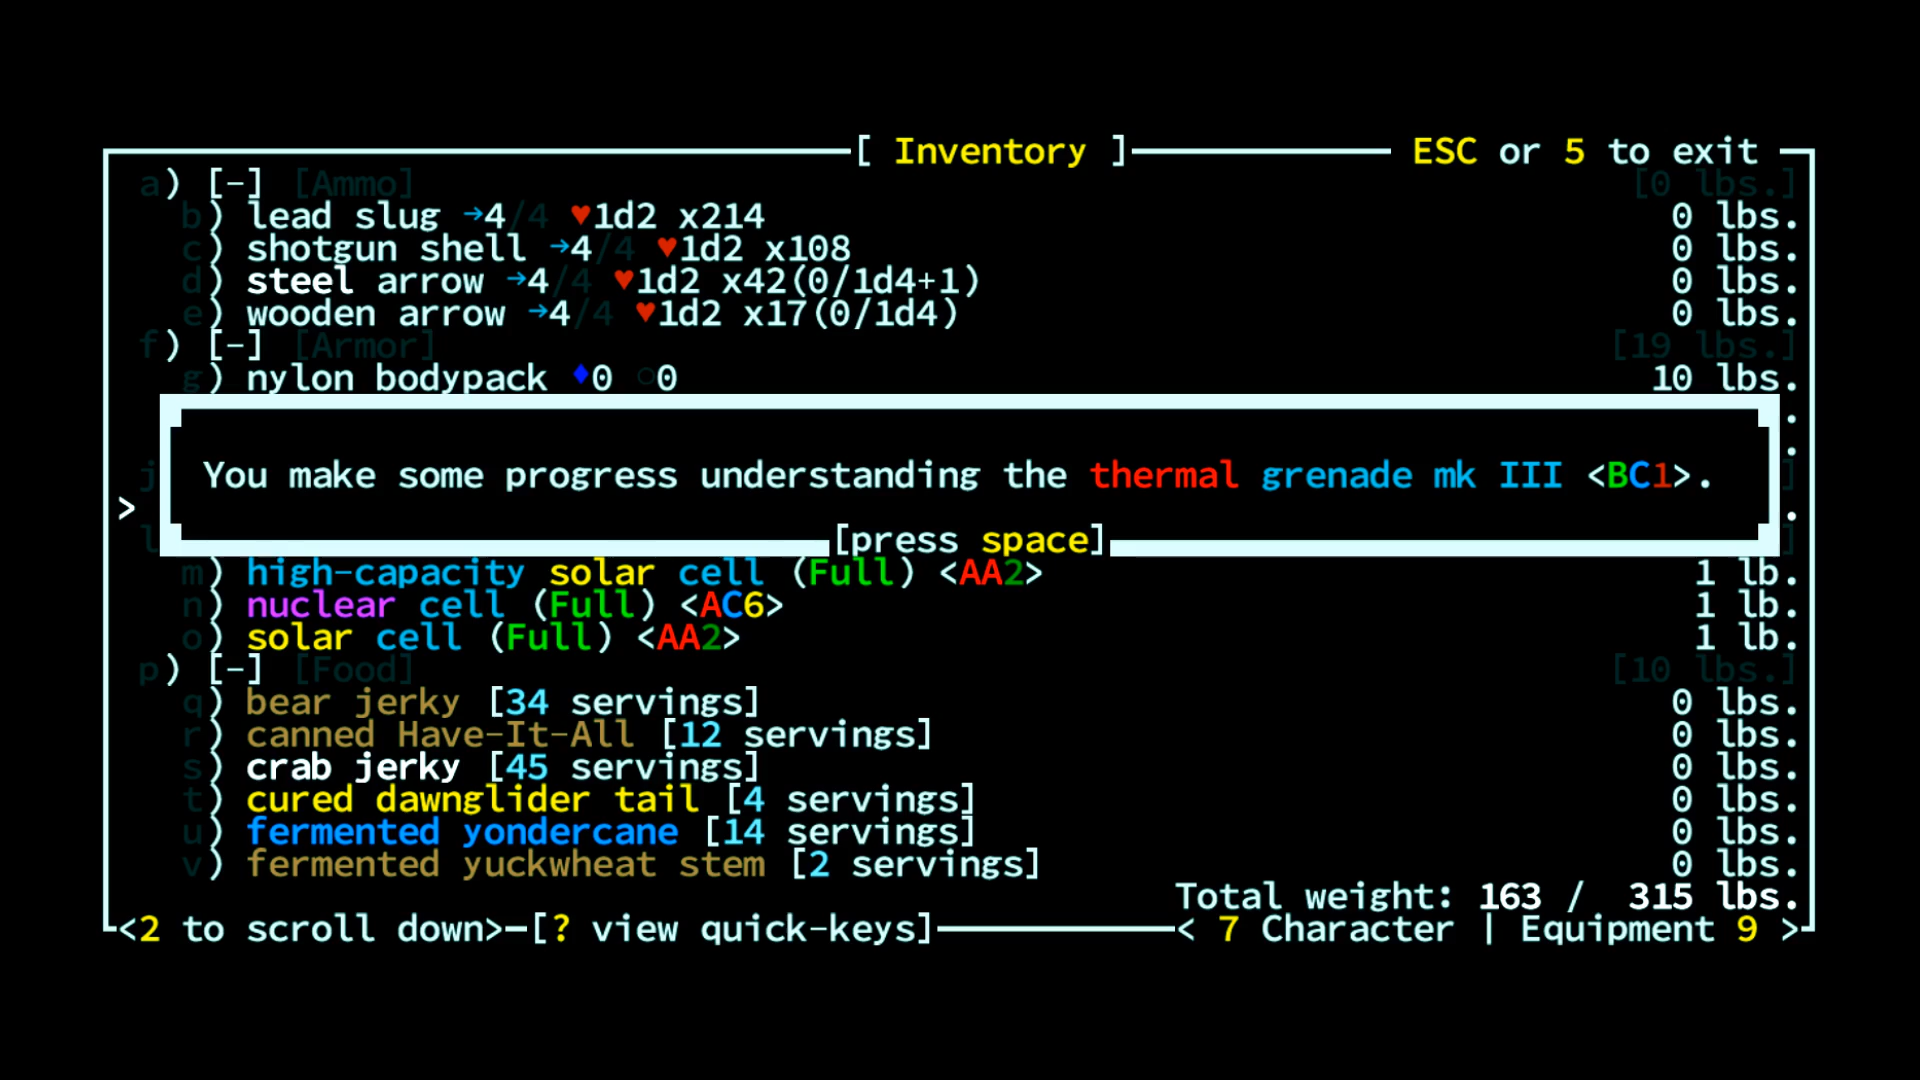 [ Inventory ] ESC or 5 to exit
a) [-] [Ammo] [0 lbs.]
b) lead slug →4/4 ♥1d2 x214 0 lbs.
c) shotgun shell →4/4 ♥1d2 x108 0 lbs.
d) steel arrow →4/4 ♥1d2 x42(0/1d4+1) 0 lbs.
e) wooden arrow →4/4 ♥1d2 x17(0/1d4) 0 lbs.
f) [-] [Armor] [19 lbs.]
g) nylon bodypack ♦0 ○0 10 lbs.
You make some progress understanding the thermal grenade mk III <BC1>.
>
[press space]
m) high-capacity solar cell (Full) <AA2> 1 lb.
n) nuclear cell (Full) <AC6> 1 lb.
o) solar cell (Full) <AA2> 1 lb.
p) [-] [Food] [10 lbs.]
q) bear jerky [34 servings] 0 lbs.
r) canned Have-It-All [12 servings] 0 lbs.
s) crab jerky [45 servings] 0 lbs.
t) cured dawnglider tail [4 servings] 0 lbs.
u) fermented yondercane [14 servings] 0 lbs.
v) fermented yuckwheat stem [2 servings] 0 lbs.
Total weight: 163 / 315 lbs.
<2 to scroll down> [? view quick-keys] < 7 Character | Equipment 9 >